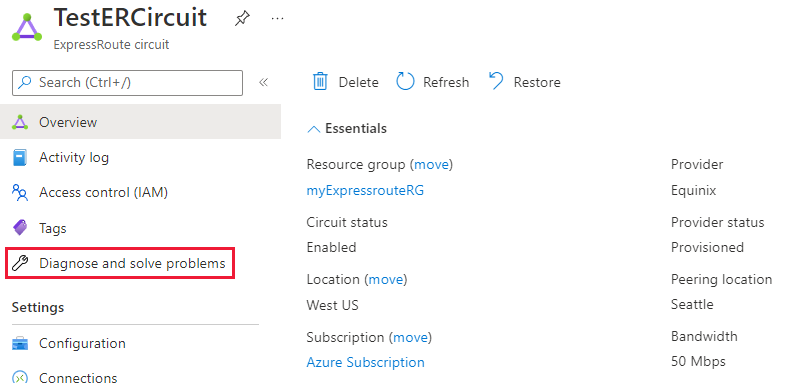 TestERCircuit
...
ExpressRoute circuit
Search (Ctrl+/)
«
Overview
Activity log
Access control (IAM)
Tags
Diagnose and solve problems
Settings
Configuration
Connections
Delete
Refresh
Restore
Essentials
Resource group (move)
myExpressrouteRG
Circuit status
Enabled
Location (move)
West US
Subscription (move)
Azure Subscription
Provider
Equinix
Provider status
Provisioned
Peering location
Seattle
Bandwidth
50 Mbps